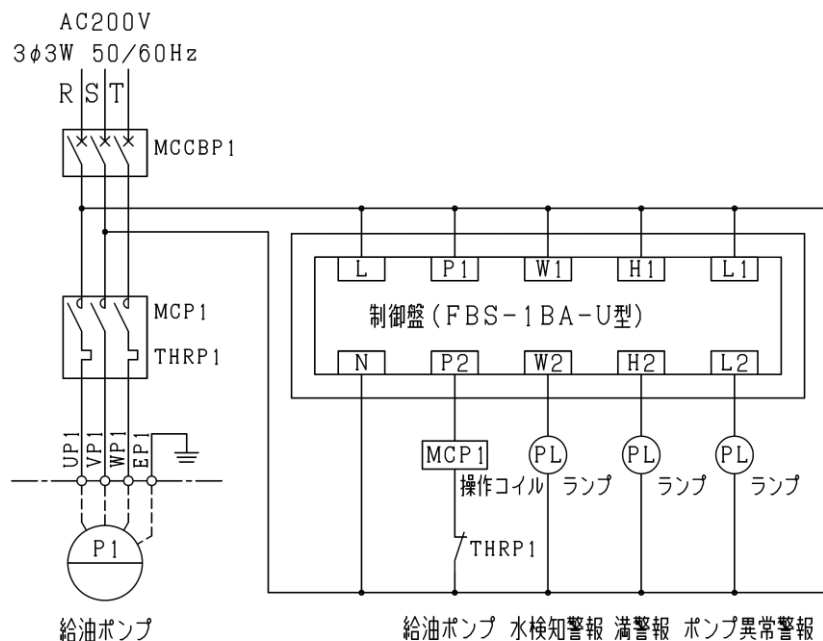 AC200V
3φ3W 50/60Hz
R S T
MCCBP1
L P1 W1 H1 L1
制御盤(FBS-1BA-U型)
N P2 W2 H2 L2
MCP1
THRP1
UP1 VP1 WP1 EP1
MCP1 PL PL PL
操作コイル ランプ ランプ ランプ
THRP1
P1
給油ポンプ
給油ポンプ 水検知警報 満警報 ポンプ異常警報